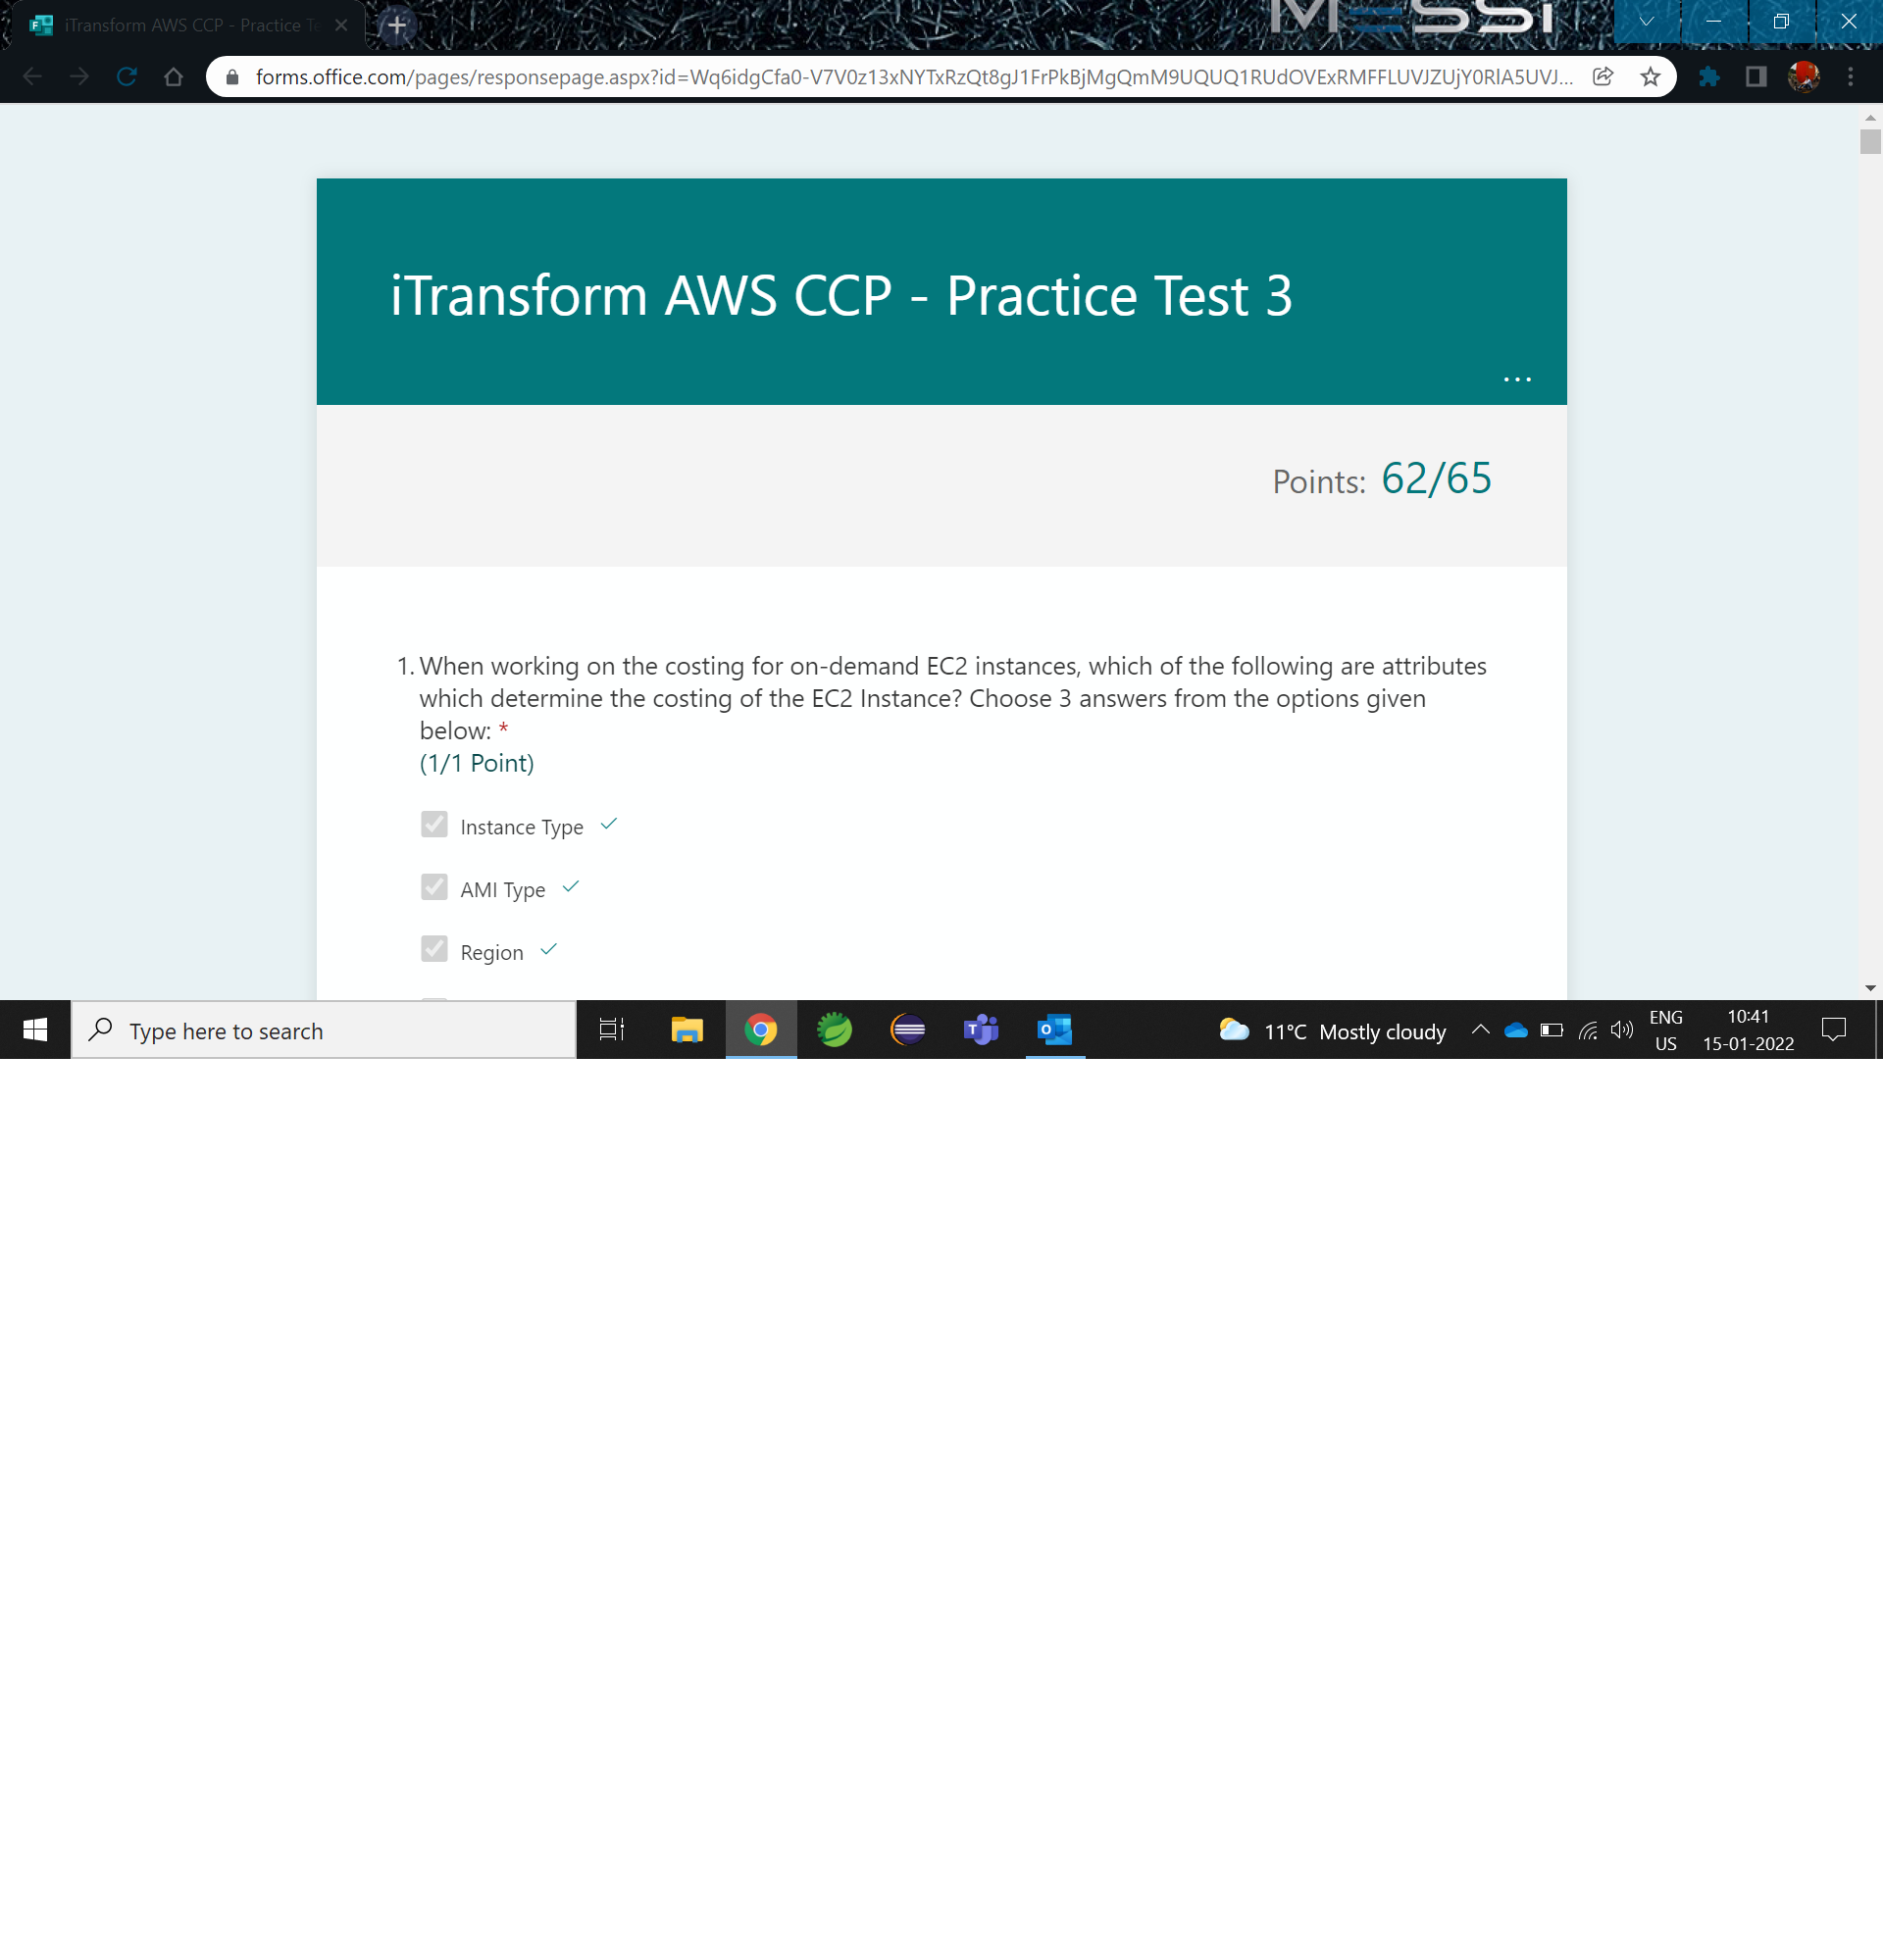 MESSI
iTransform AWS CCP - Practice Te
forms.office.com/pages/responsepage.aspx?id=Wq6idgCfa0-V7V0z13xNYTxRzQt8gJ1FrPkBjMgQmM9UQUQ1RUdOVExRMFFLUVJZUjY0RlA5UVJ...
iTransform AWS CCP - Practice Test 3
...
Points: 62/65
1. When working on the costing for on-demand EC2 instances, which of the following are attributes
which determine the costing of the EC2 Instance? Choose 3 answers from the options given
below: *
(1/1 Point)
Instance Type
AMI Type
Region
Type here to search
11°C Mostly cloudy
ENG
US
10:41
15-01-2022